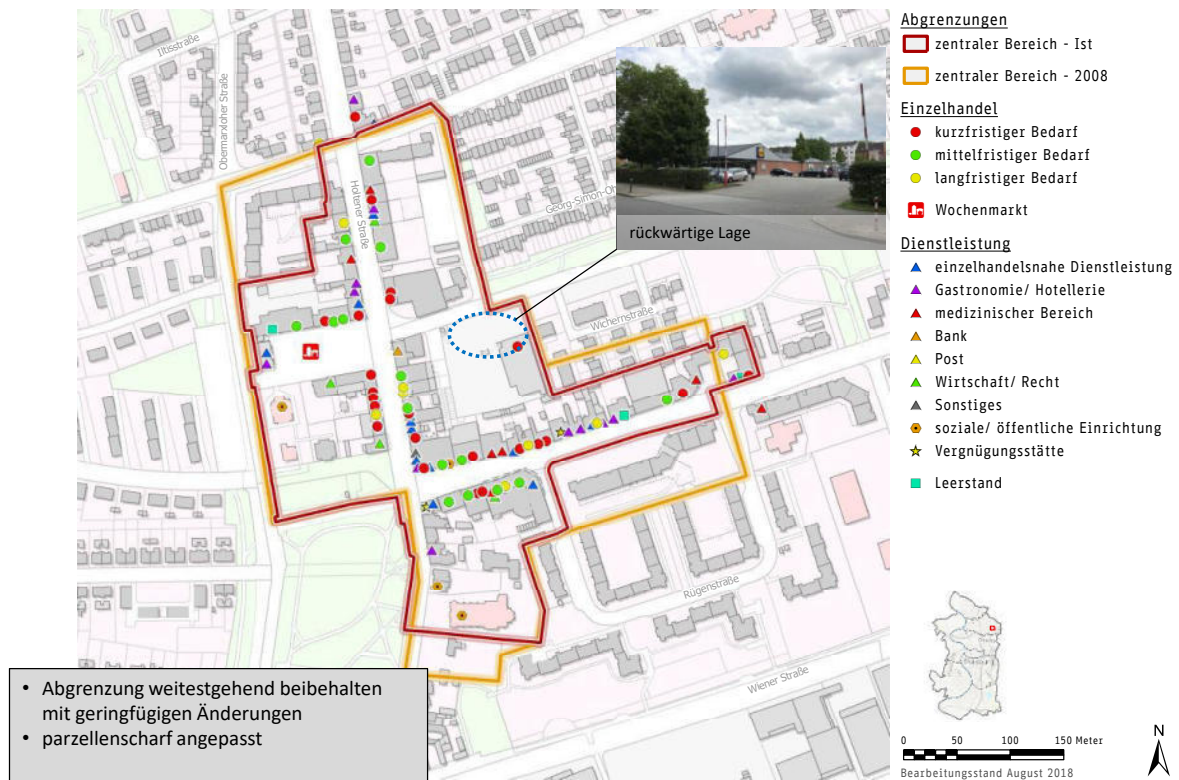 Iltisstraße
Obermarxloher Straße
Holtener Straße
Georg-Simon-Oh
rückwärtige Lage
Wichernstraße
Rügenstraße
Wiener Straße
• Abgrenzung weitestgehend beibehalten
mit geringfügigen Änderungen
• parzellenscharf angepasst
Abgrenzungen
zentraler Bereich - Ist
zentraler Bereich - 2008
Einzelhandel
kurzfristiger Bedarf
mittelfristiger Bedarf
langfristiger Bedarf
Wochenmarkt
Dienstleistung
einzelhandelsnahe Dienstleistung
Gastronomie/ Hotellerie
medizinischer Bereich
Bank
Post
Wirtschaft/ Recht
Sonstiges
soziale/ öffentliche Einrichtung
Vergnügungsstätte
Leerstand
0 50 100 150 Meter
N
Bearbeitungsstand August 2018